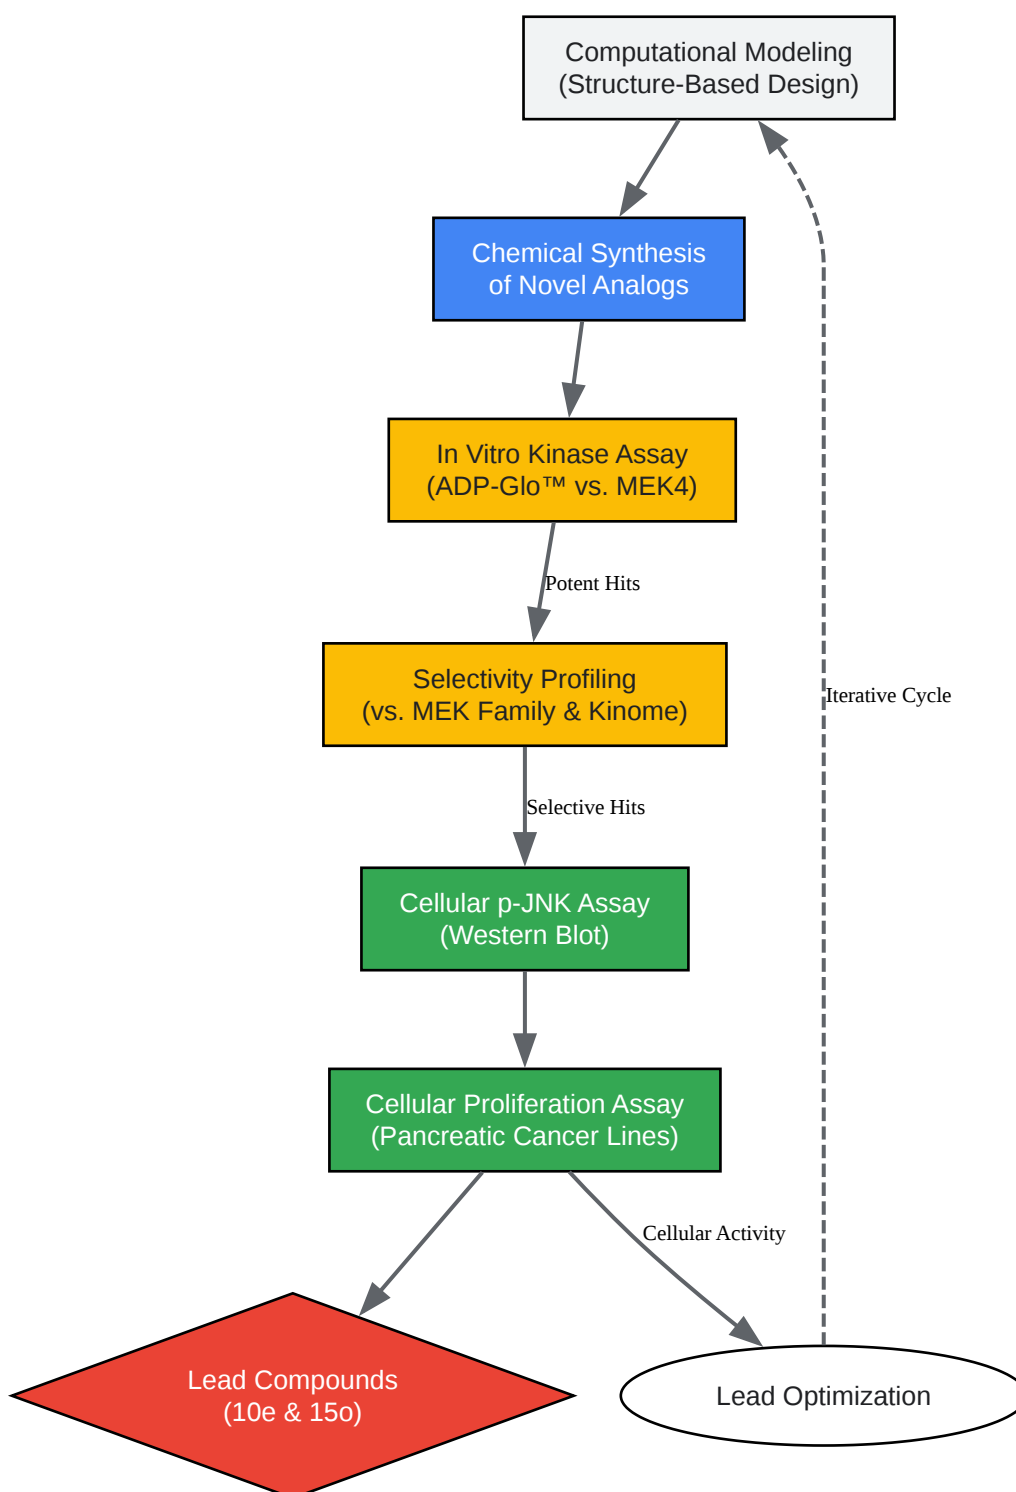 Computational Modeling
(Structure-Based Design)
Chemical Synthesis
of Novel Analogs
In Vitro Kinase Assay
(ADP-Glo™ vs. MEK4)
Potent Hits
Selectivity Profiling
(vs. MEK Family & Kinome)
Iterative Cycle
Selective Hits
Cellular p-JNK Assay
(Western Blot)
Cellular Proliferation Assay
(Pancreatic Cancer Lines)
Cellular Activity
Lead Compounds
(10e & 15o)
Lead Optimization